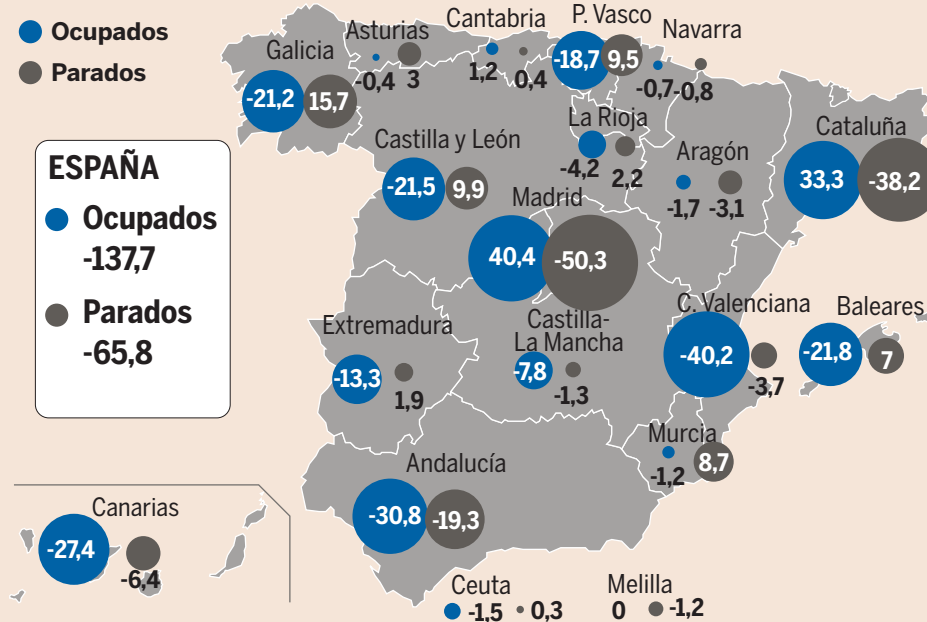 Ocupados
Parados
ESPAÑA
Ocupados
-137,7
Parados
-65,8
Galicia
-21,2 15,7
Asturias
-0,4 3
Cantabria
1,2 0,4
P. Vasco
-18,7 9,5
Navarra
-0,7 -0,8
La Rioja
-4,2 2,2
Aragón
-1,7 -3,1
Cataluña
33,3 -38,2
Castilla y León
-21,5 9,9
Madrid
40,4 -50,3
Extremadura
-13,3 1,9
Castilla-
La Mancha
-7,8 -1,3
C. Valenciana
-40,2 -3,7
Baleares
-21,8 7
Murcia
-1,2 8,7
Andalucía
-30,8 -19,3
Canarias
-27,4 -6,4
Ceuta
-1,5 0,3
Melilla
0 -1,2